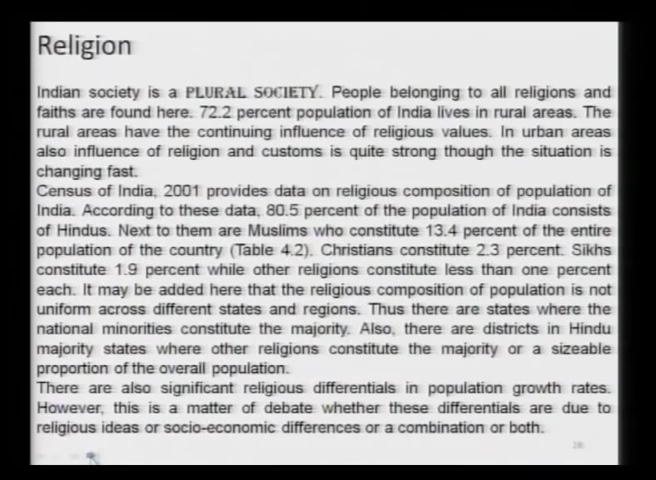 Religion
Indian society is a PLURAL SOCIETY. People belonging to all religions and
faiths are found here. 72.2 percent population of India lives in rural areas. The
rural areas have the continuing influence of religious values. In urban areas
also influence of religion and customs is quite strong though the situation is
changing fast.
Census of India, 2001 provides data on religious composition of population of
India. According to these data, 80.5 percent of the population of India consists
of Hindus. Next to them are Muslims who constitute 13.4 percent of the entire
population of the country (Table 4.2). Christians constitute 2.3 percent. Sikhs
constitute 1.9 percent while other religions constitute less than one percent
each. It may be added here that the religious composition of population is not
uniform across different states and regions. Thus there are states where the
national minorities constitute the majority. Also, there are districts in Hindu
majority states where other religions constitute the majority or a sizeable
proportion of the overall population.
There are also significant religious differentials in population growth rates.
However, this is a matter of debate whether these differentials are due to
religious ideas or socio-economic differences or a combination or both.